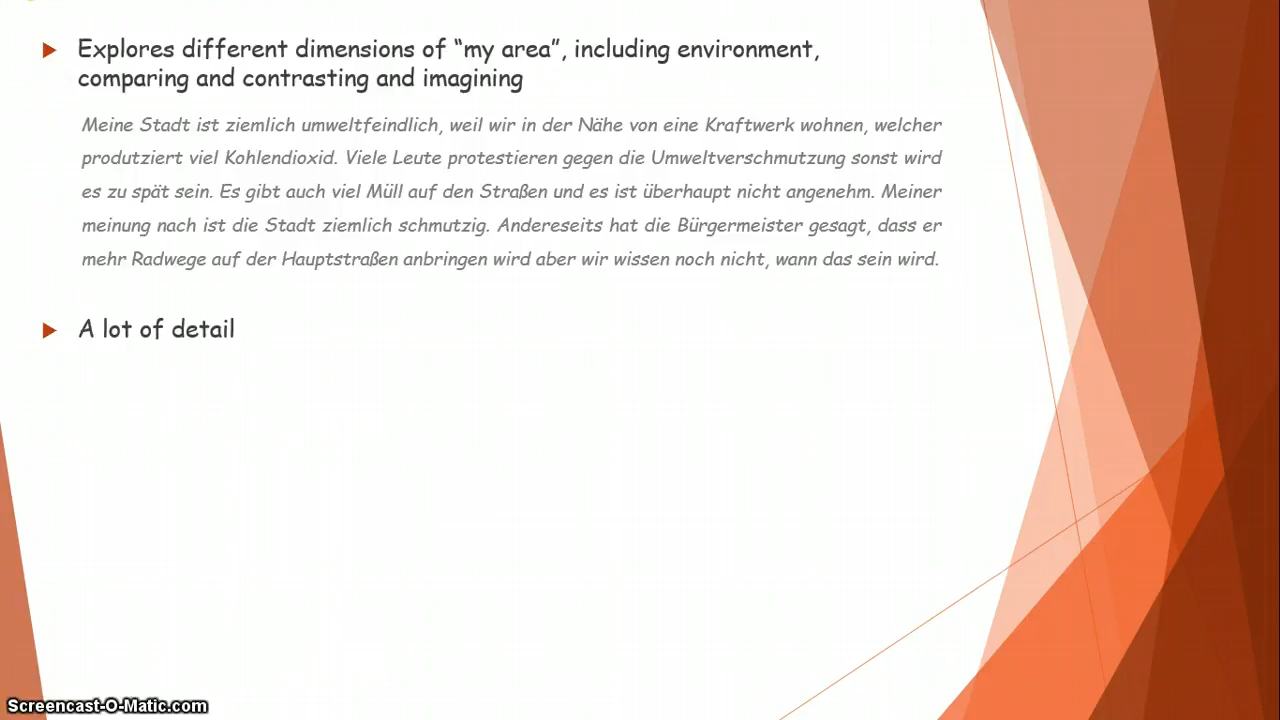 Explores different dimensions of “my area”, including environment,
comparing and contrasting and imagining
Meine Stadt ist ziemlich umweltfeindlich, weil wir in der Nähe von eine Kraftwerk wohnen, welcher
produtziert viel Kohlendioxid. Viele Leute protestieren gegen die Umweltverschmutzung sonst wird
es zu spät sein. Es gibt auch viel Müll auf den Straßen und es ist überhaupt nicht angenehm. Meiner
meinung nach ist die Stadt ziemlich schmutzig. Andereseits hat die Bürgermeister gesagt, dass er
mehr Radwege auf der Hauptstraßen anbringen wird aber wir wissen noch nicht, wann das sein wird.
A lot of detail
Screencast-O-Matic.com